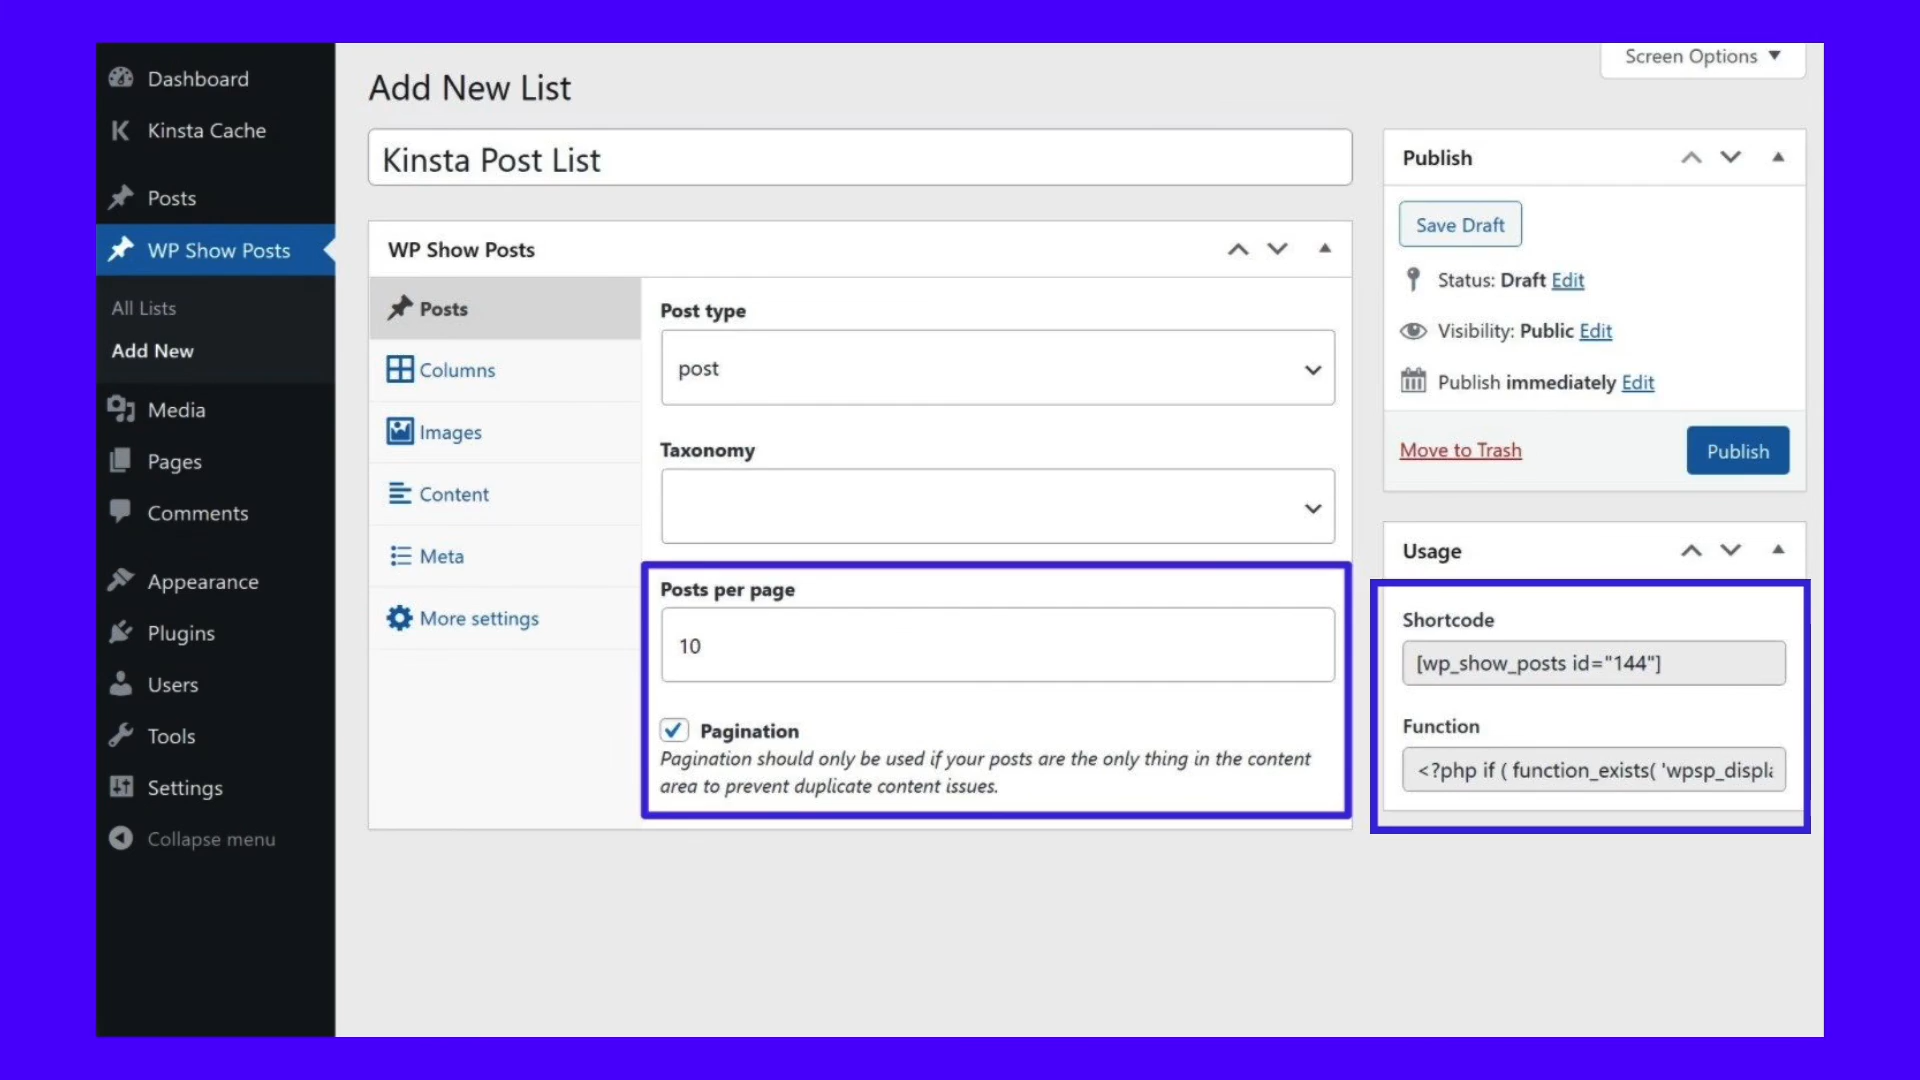 Dashboard
Kinsta Cache
Posts
WP Show Posts
All Lists
Add New
Media
Pages
Comments
Appearance
Plugins
Users
Tools
Settings
Collapse menu
Screen Options
Add New List
Kinsta Post List
WP Show Posts
Posts
Columns
Images
Content
Meta
More settings
Post type
post
Taxonomy
Posts per page
10
Pagination
Pagination should only be used if your posts are the only thing in the content
area to prevent duplicate content issues.
Publish
Save Draft
Status: Draft Edit
Visibility: Public Edit
Publish immediately Edit
Move to Trash
Publish
Usage
Shortcode
[wp_show_posts id="144"]
Function
<?php if ( function_exists( 'wpsp_displa